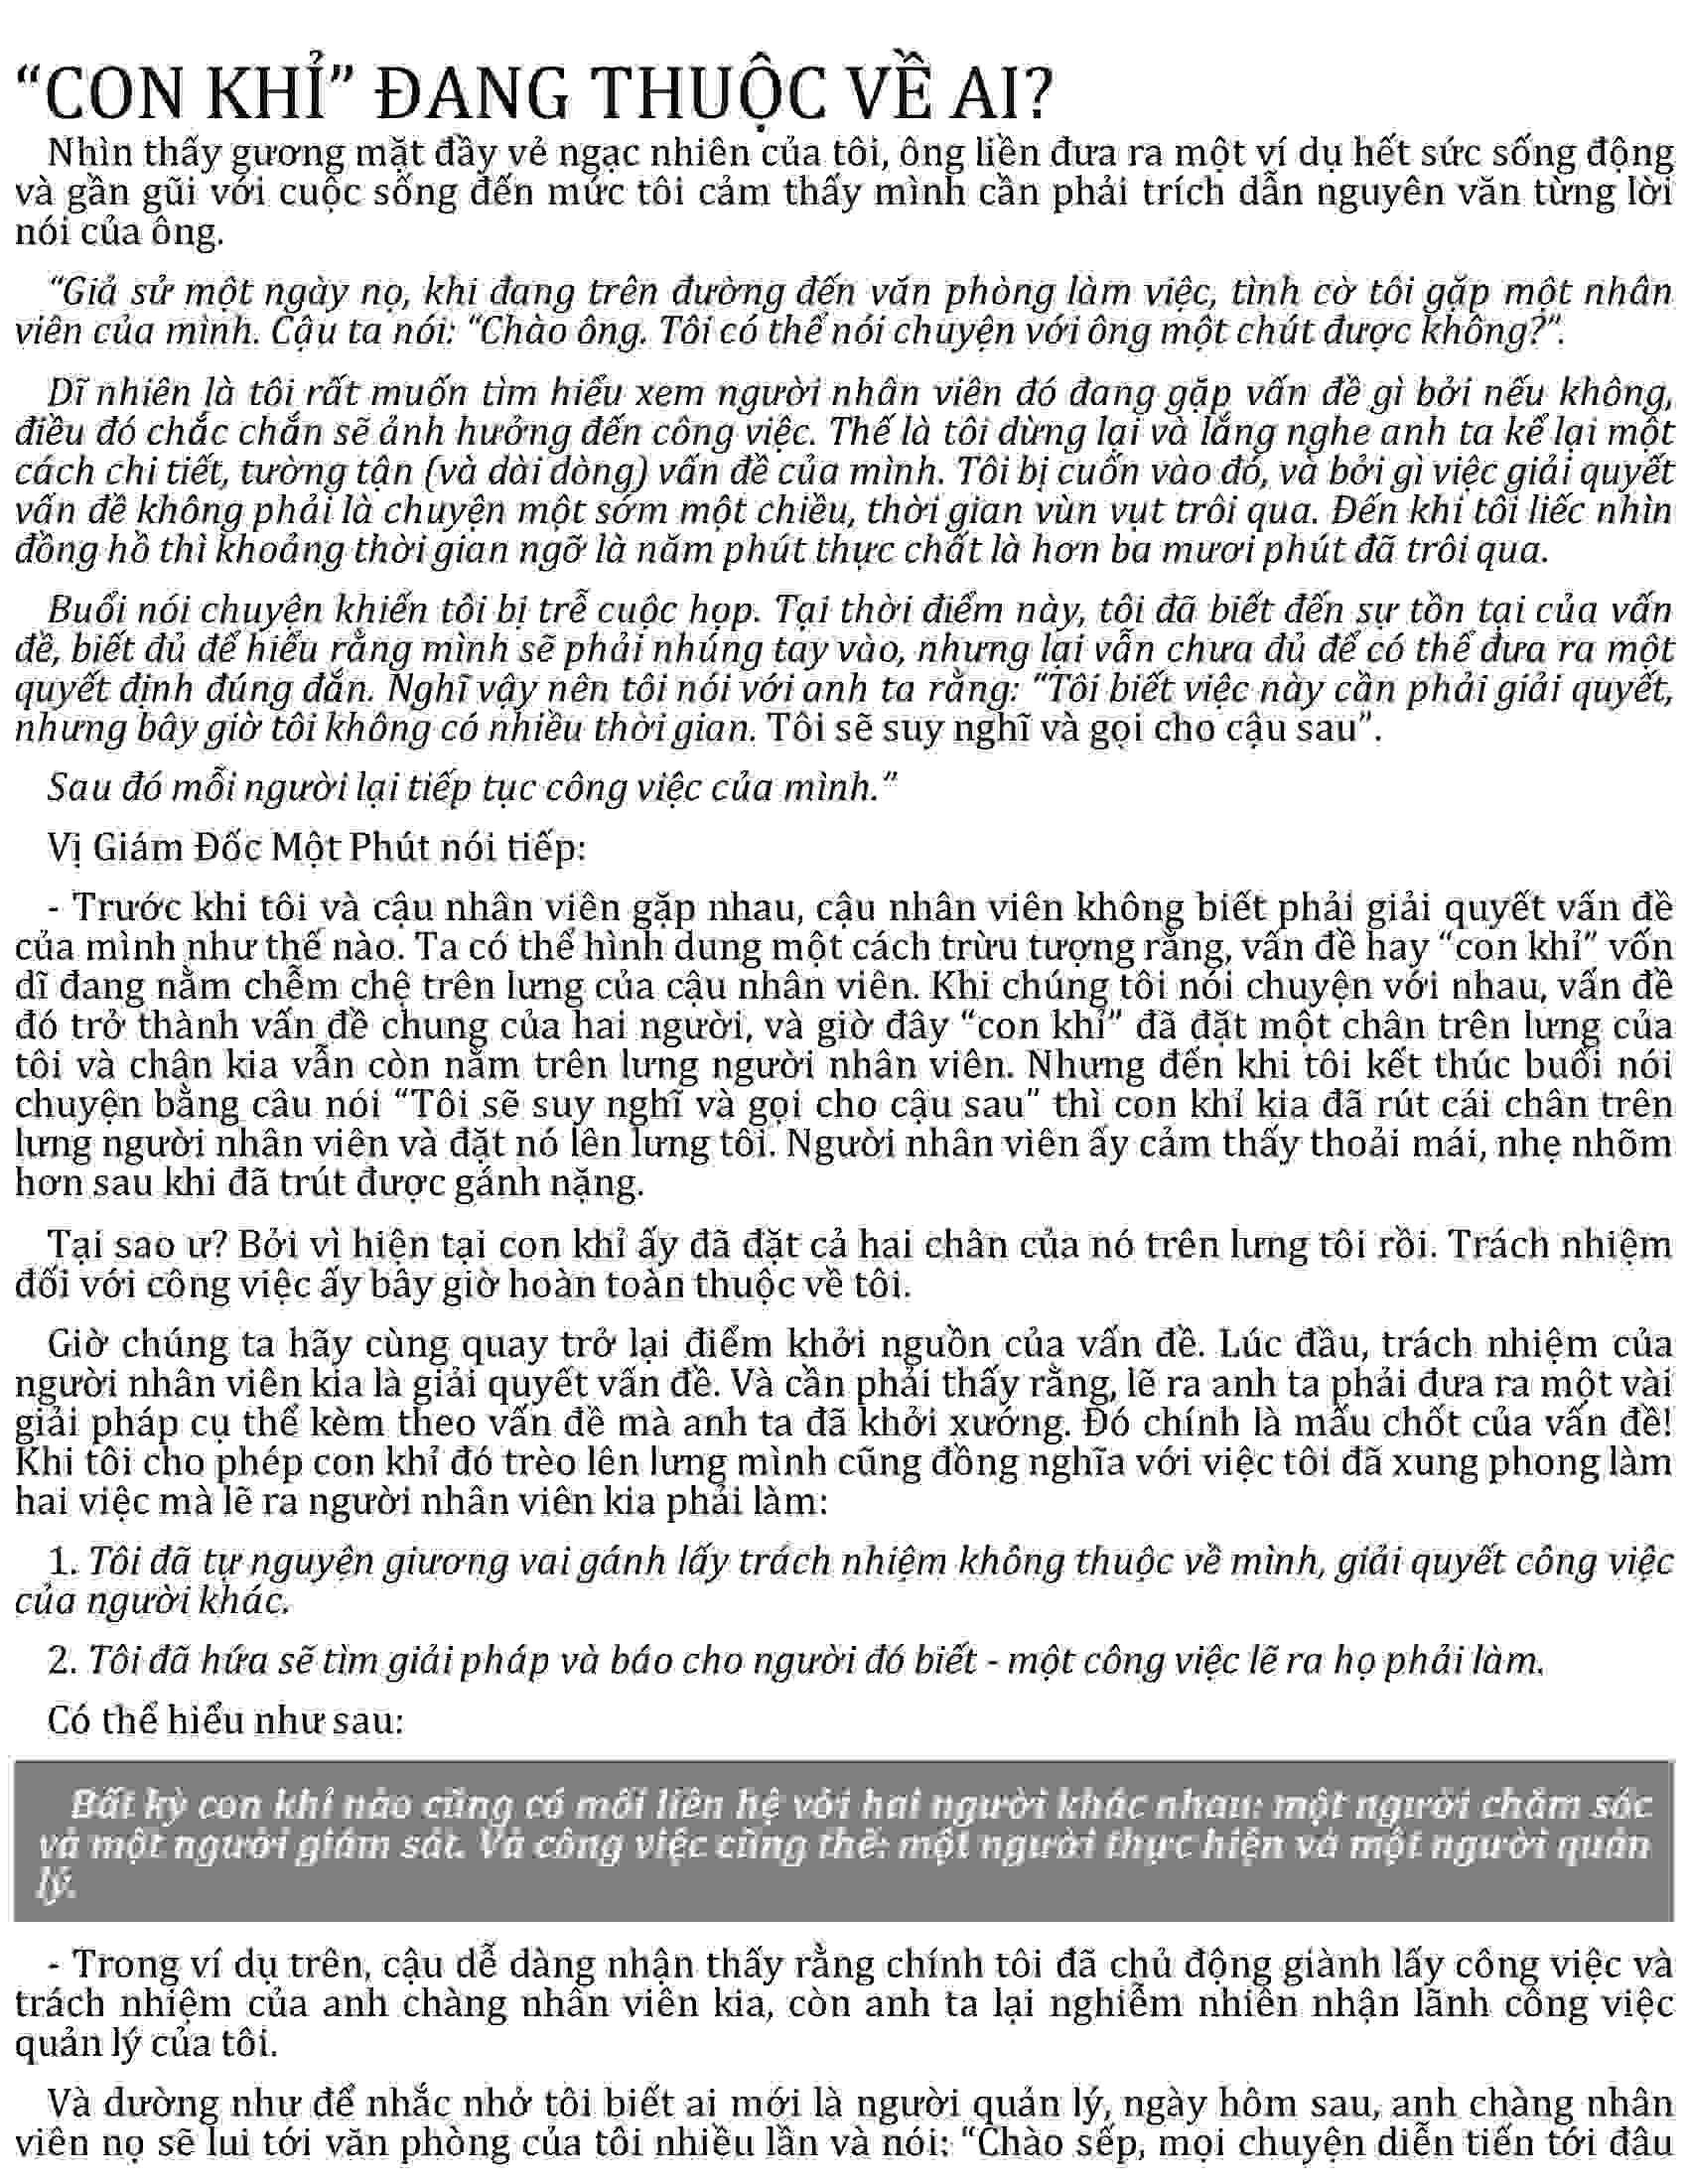 “CON KHỈ” ĐANG THUỘC VỀ AI?
Nhìn thấy gương mặt đầy vẻ ngạc nhiên của tôi, ông liền đưa ra một ví dụ hết sức sống động
và gần gũi với cuộc sống đến mức tôi cảm thấy mình cần phải trích dẫn nguyên văn từng lời
nói của ông.
“Giả sử một ngày nọ, khi đang trên đường đến văn phòng làm việc, tình cờ tôi gặp một nhân
viên của mình. Cậu ta nói: “Chào ông. Tôi có thể nói chuyện với ông một chút được không?”.
Dĩ nhiên là tôi rất muốn tìm hiểu xem người nhân viên đó đang gặp vấn đề gì bởi nếu không,
điều đó chắc chắn sẽ ảnh hưởng đến công việc. Thế là tôi dừng lại và lắng nghe anh ta kể lại một
cách chi tiết, tường tận (và dài dòng) vấn đề của mình. Tôi bị cuốn vào đó, và bởi gì việc giải quyết
vấn đề không phải là chuyện một sớm một chiều, thời gian vùn vụt trôi qua. Đến khi tôi liếc nhìn
đồng hồ thì khoảng thời gian ngỡ là năm phút thực chất là hơn ba mươi phút đã trôi qua.
Buổi nói chuyện khiến tôi bị trễ cuộc họp. Tại thời điểm này, tôi đã biết đến sự tồn tại của vấn
đề, biết đủ để hiểu rằng mình sẽ phải nhúng tay vào, nhưng lại vẫn chưa đủ để có thể đưa ra một
quyết định đúng đắn. Nghĩ vậy nên tôi nói với anh ta rằng: “Tôi biết việc này cần phải giải quyết,
nhưng bây giờ tôi không có nhiều thời gian. Tôi sẽ suy nghĩ và gọi cho cậu sau”.
Sau đó mỗi người lại tiếp tục công việc của mình.”
Vị Giám Đốc Một Phút nói tiếp:
- Trước khi tôi và cậu nhân viên gặp nhau, cậu nhân viên không biết phải giải quyết vấn đề
của mình như thế nào. Ta có thể hình dung một cách trừu tượng rằng, vấn đề hay “con khỉ” vốn
dĩ đang nằm chễm chệ trên lưng của cậu nhân viên. Khi chúng tôi nói chuyện với nhau, vấn đề
đó trở thành vấn đề chung của hai người, và giờ đây “con khỉ” đã đặt một chân trên lưng của
tôi và chân kia vẫn còn nằm trên lưng người nhân viên. Nhưng đến khi tôi kết thúc buổi nói
chuyện bằng câu nói “Tôi sẽ suy nghĩ và gọi cho cậu sau” thì con khỉ kia đã rút cái chân trên
lưng người nhân viên và đặt nó lên lưng tôi. Người nhân viên ấy cảm thấy thoải mái, nhẹ nhõm
hơn sau khi đã trút được gánh nặng.
Tại sao ư? Bởi vì hiện tại con khỉ ấy đã đặt cả hai chân của nó trên lưng tôi rồi. Trách nhiệm
đối với công việc ấy bây giờ hoàn toàn thuộc về tôi.
Giờ chúng ta hãy cùng quay trở lại điểm khởi nguồn của vấn đề. Lúc đầu, trách nhiệm của
người nhân viên kia là giải quyết vấn đề. Và cần phải thấy rằng, lẽ ra anh ta phải đưa ra một vài
giải pháp cụ thể kèm theo vấn đề mà anh ta đã khởi xướng. Đó chính là mấu chốt của vấn đề!
Khi tôi cho phép con khỉ đó trèo lên lưng mình cũng đồng nghĩa với việc tôi đã xung phong làm
hai việc mà lẽ ra người nhân viên kia phải làm:
1. Tôi đã tự nguyện giương vai gánh lấy trách nhiệm không thuộc về mình, giải quyết công việc
của người khác.
2. Tôi đã hứa sẽ tìm giải pháp và báo cho người đó biết - một công việc lẽ ra họ phải làm.
Có thể hiểu như sau:
Bất kỳ con khỉ nào cũng có mối liên hệ với hai người khác nhau: một người chăm sóc
và một người giám sát. Và công việc cũng thế: một người thực hiện và một người quản
lý.
- Trong ví dụ trên, cậu dễ dàng nhận thấy rằng chính tôi đã chủ động giành lấy công việc và
trách nhiệm của anh chàng nhân viên kia, còn anh ta lại nghiễm nhiên nhận lãnh công việc
quản lý của tôi.
Và dường như để nhắc nhở tôi biết ai mới là người quản lý, ngày hôm sau, anh chàng nhân
viên nọ sẽ lui tới văn phòng của tôi nhiều lần và nói: “Chào sếp, mọi chuyện diễn tiến tới đâu